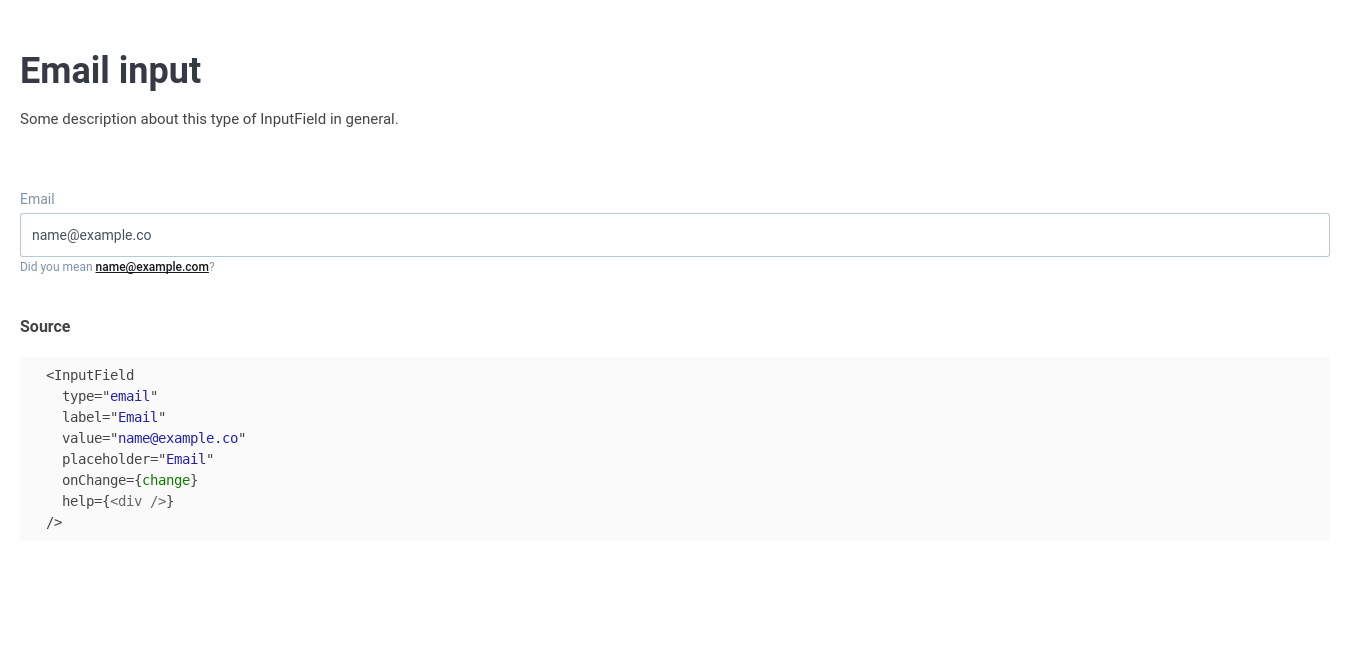 Email input
Some description about this type of InputField in general.
Email
name@example.co
Did you mean name@example.com?
Source
<InputField
  type="email"
  label="Email"
  value="name@example.co"
  placeholder="Email"
  onChange={change}
  help={<div />}
/>